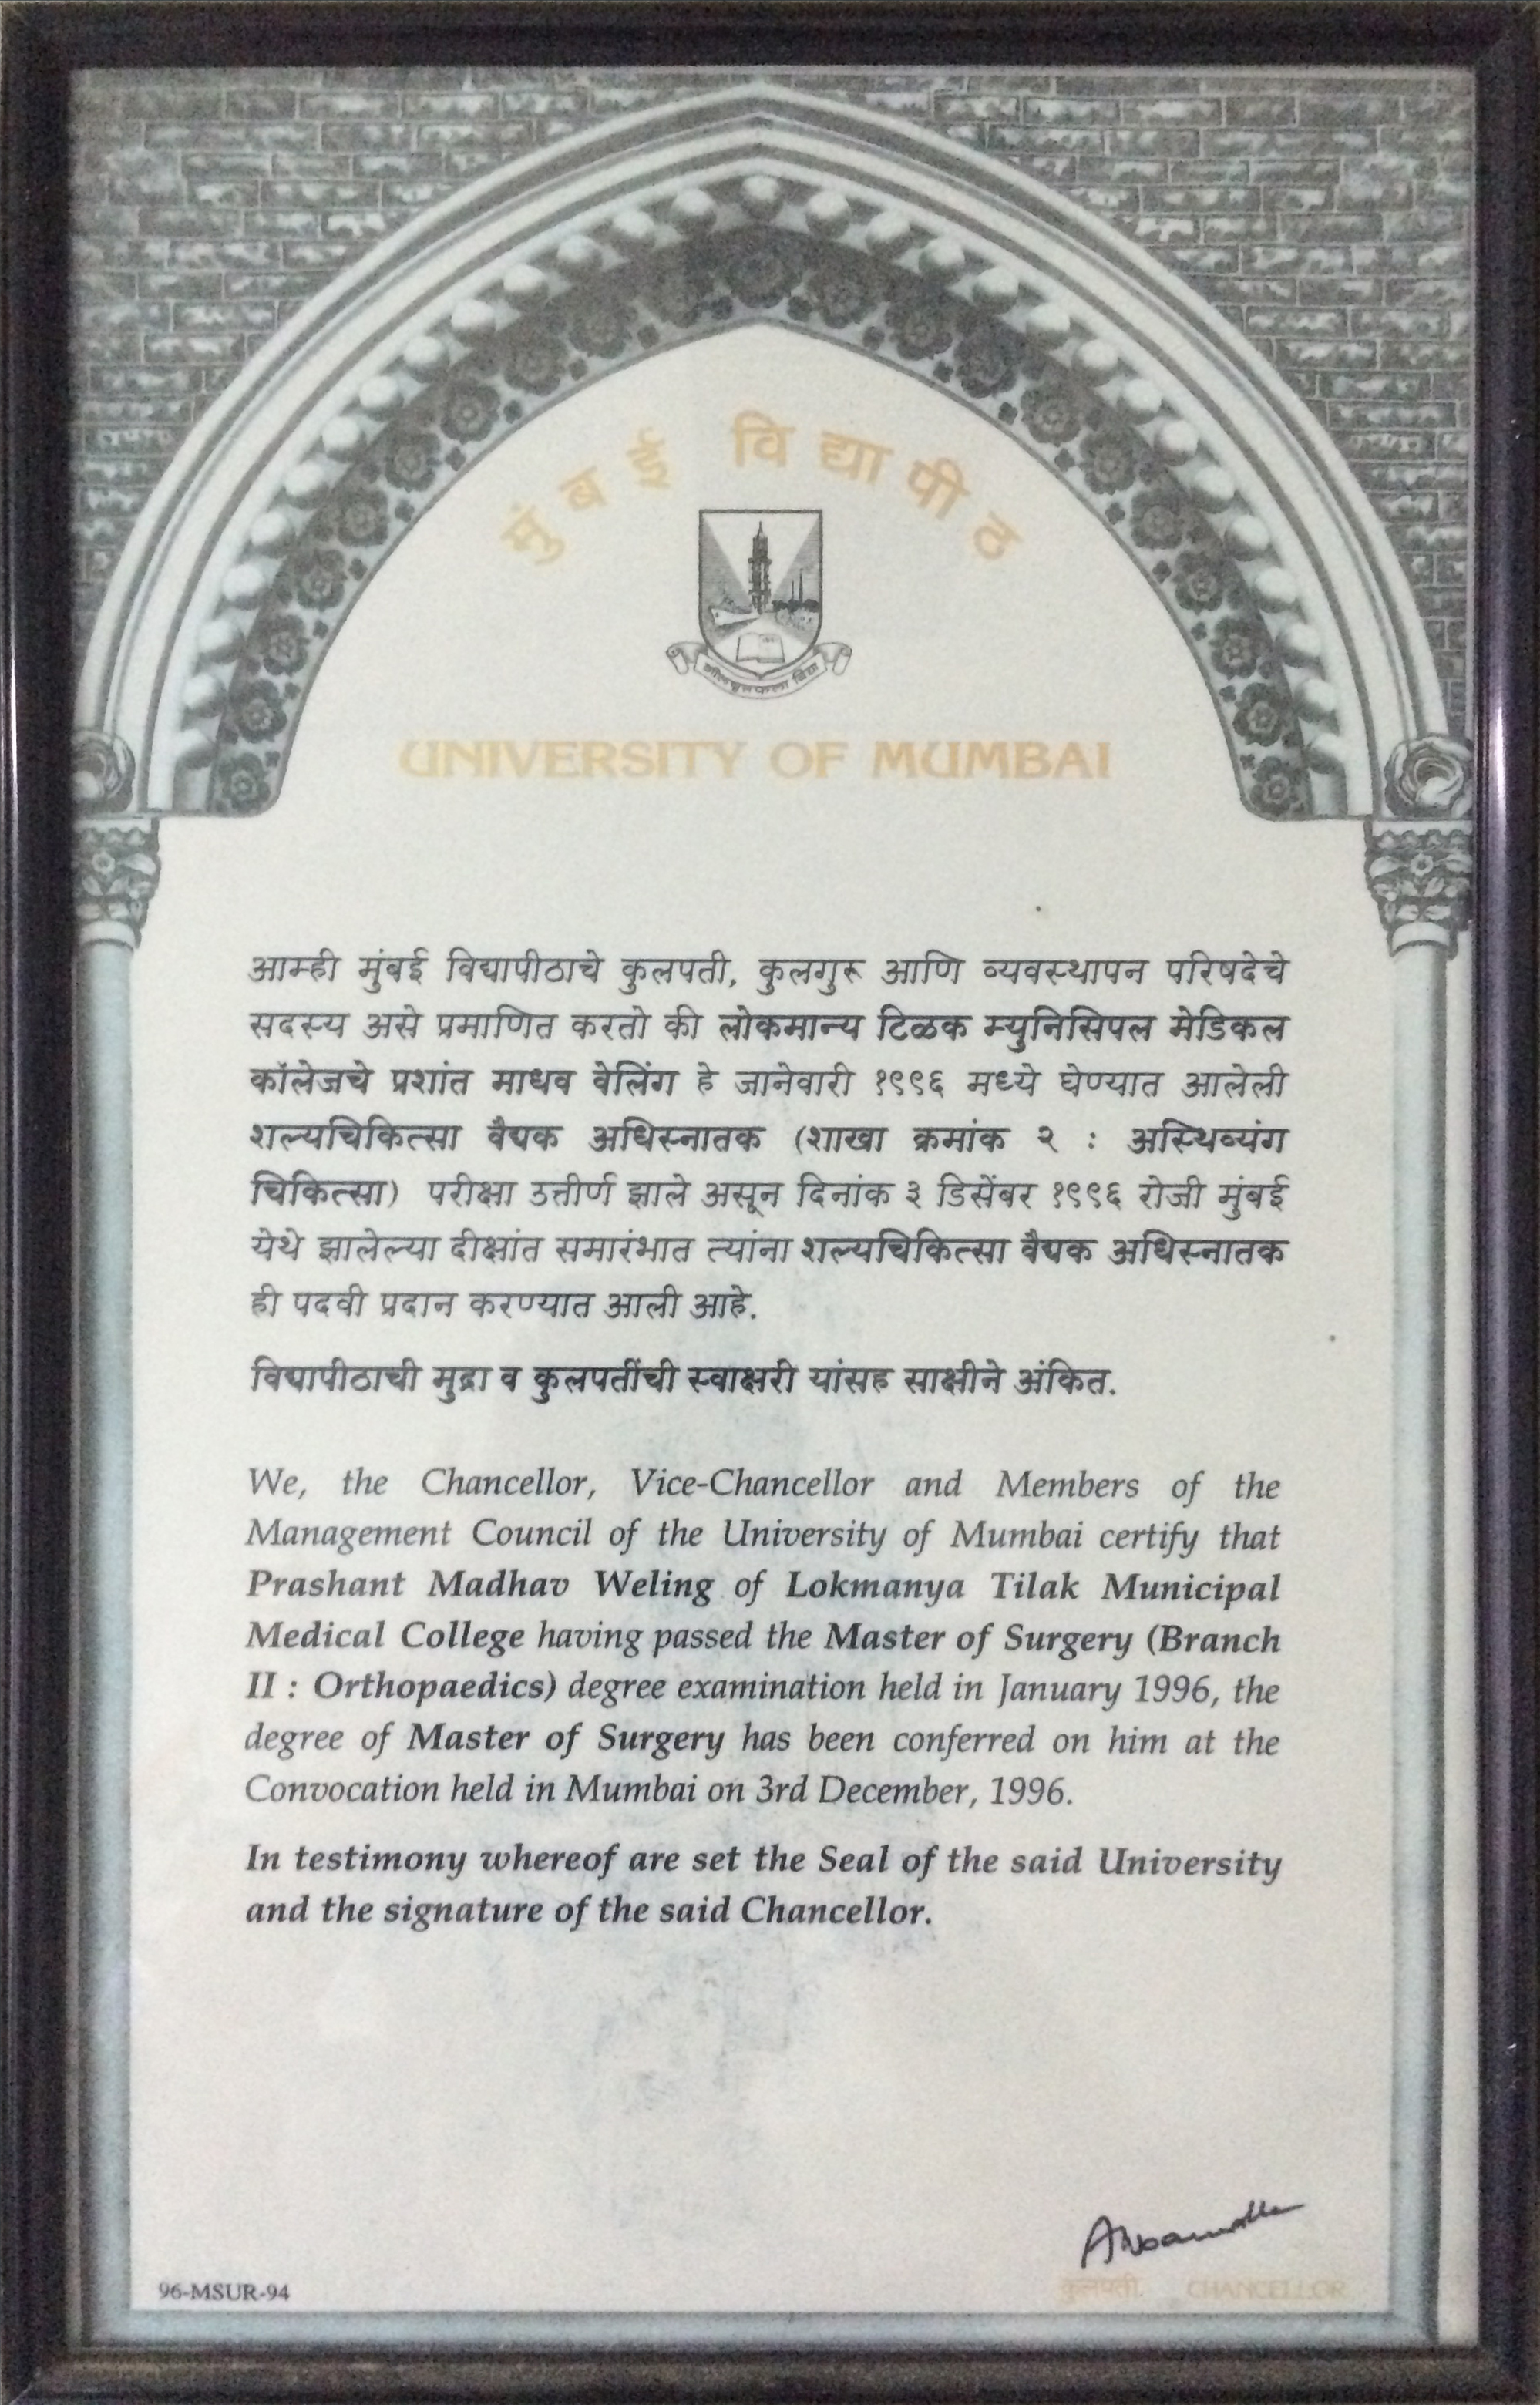 मुंबई विद्यापीठ
UNIVERSITY OF MUMBAI
आम्ही मुंबई विद्यापीठाचे कुलपती, कुलगुरू आणि व्यवस्थापन परिषदेचे
सदस्य असे प्रमाणित करतो की लोकमान्य टिळक म्युनिसिपल मेडिकल
कॉलेजचे प्रशांत माधव वेलिंग हे जानेवारी १९९६ मध्ये घेण्यात आलेली
शल्यचिकित्सा वैद्यक अधिस्नातक (शाखा क्रमांक २ : अस्थिव्यंग
चिकित्सा) परीक्षा उत्तीर्ण झाले असून दिनांक ३ डिसेंबर १९९६ रोजी मुंबई
येथे झालेल्या दीक्षांत समारंभात त्यांना शल्यचिकित्सा वैद्यक अधिस्नातक
ही पदवी प्रदान करण्यात आली आहे.
विद्यापीठाची मुद्रा व कुलपतींची स्वाक्षरी यांसह साक्षीने अंकित.
We, the Chancellor, Vice-Chancellor and Members of the
Management Council of the University of Mumbai certify that
Prashant Madhav Weling of Lokmanya Tilak Municipal
Medical College having passed the Master of Surgery (Branch
II : Orthopaedics) degree examination held in January 1996, the
degree of Master of Surgery has been conferred on him at the
Convocation held in Mumbai on 3rd December, 1996.
In testimony whereof are set the Seal of the said University
and the signature of the said Chancellor.
कुलपती. CHANCELLOR
96-MSUR-94